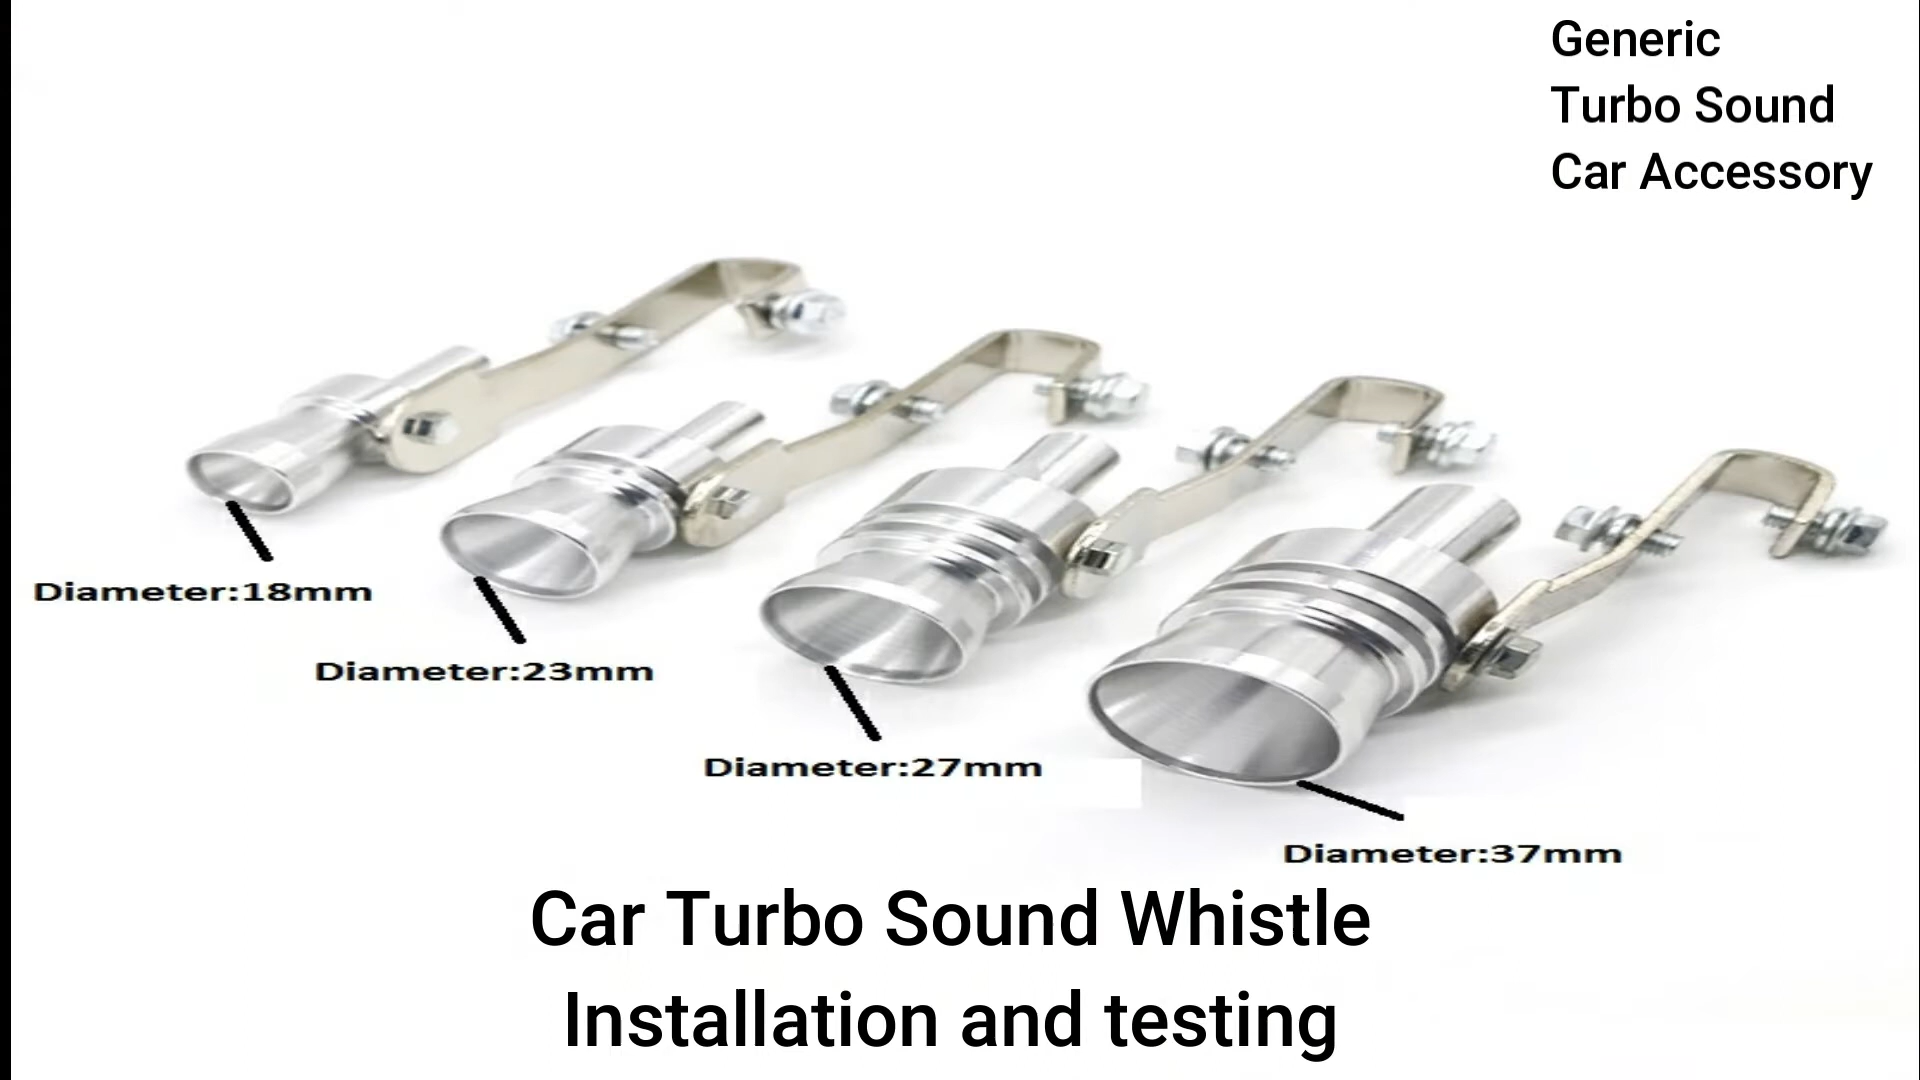 Generic
Turbo Sound
Car Accessory
Diameter:18mm
Diameter:23mm
Diameter:27mm
Diameter:37mm
Car Turbo Sound Whistle
Installation and testing